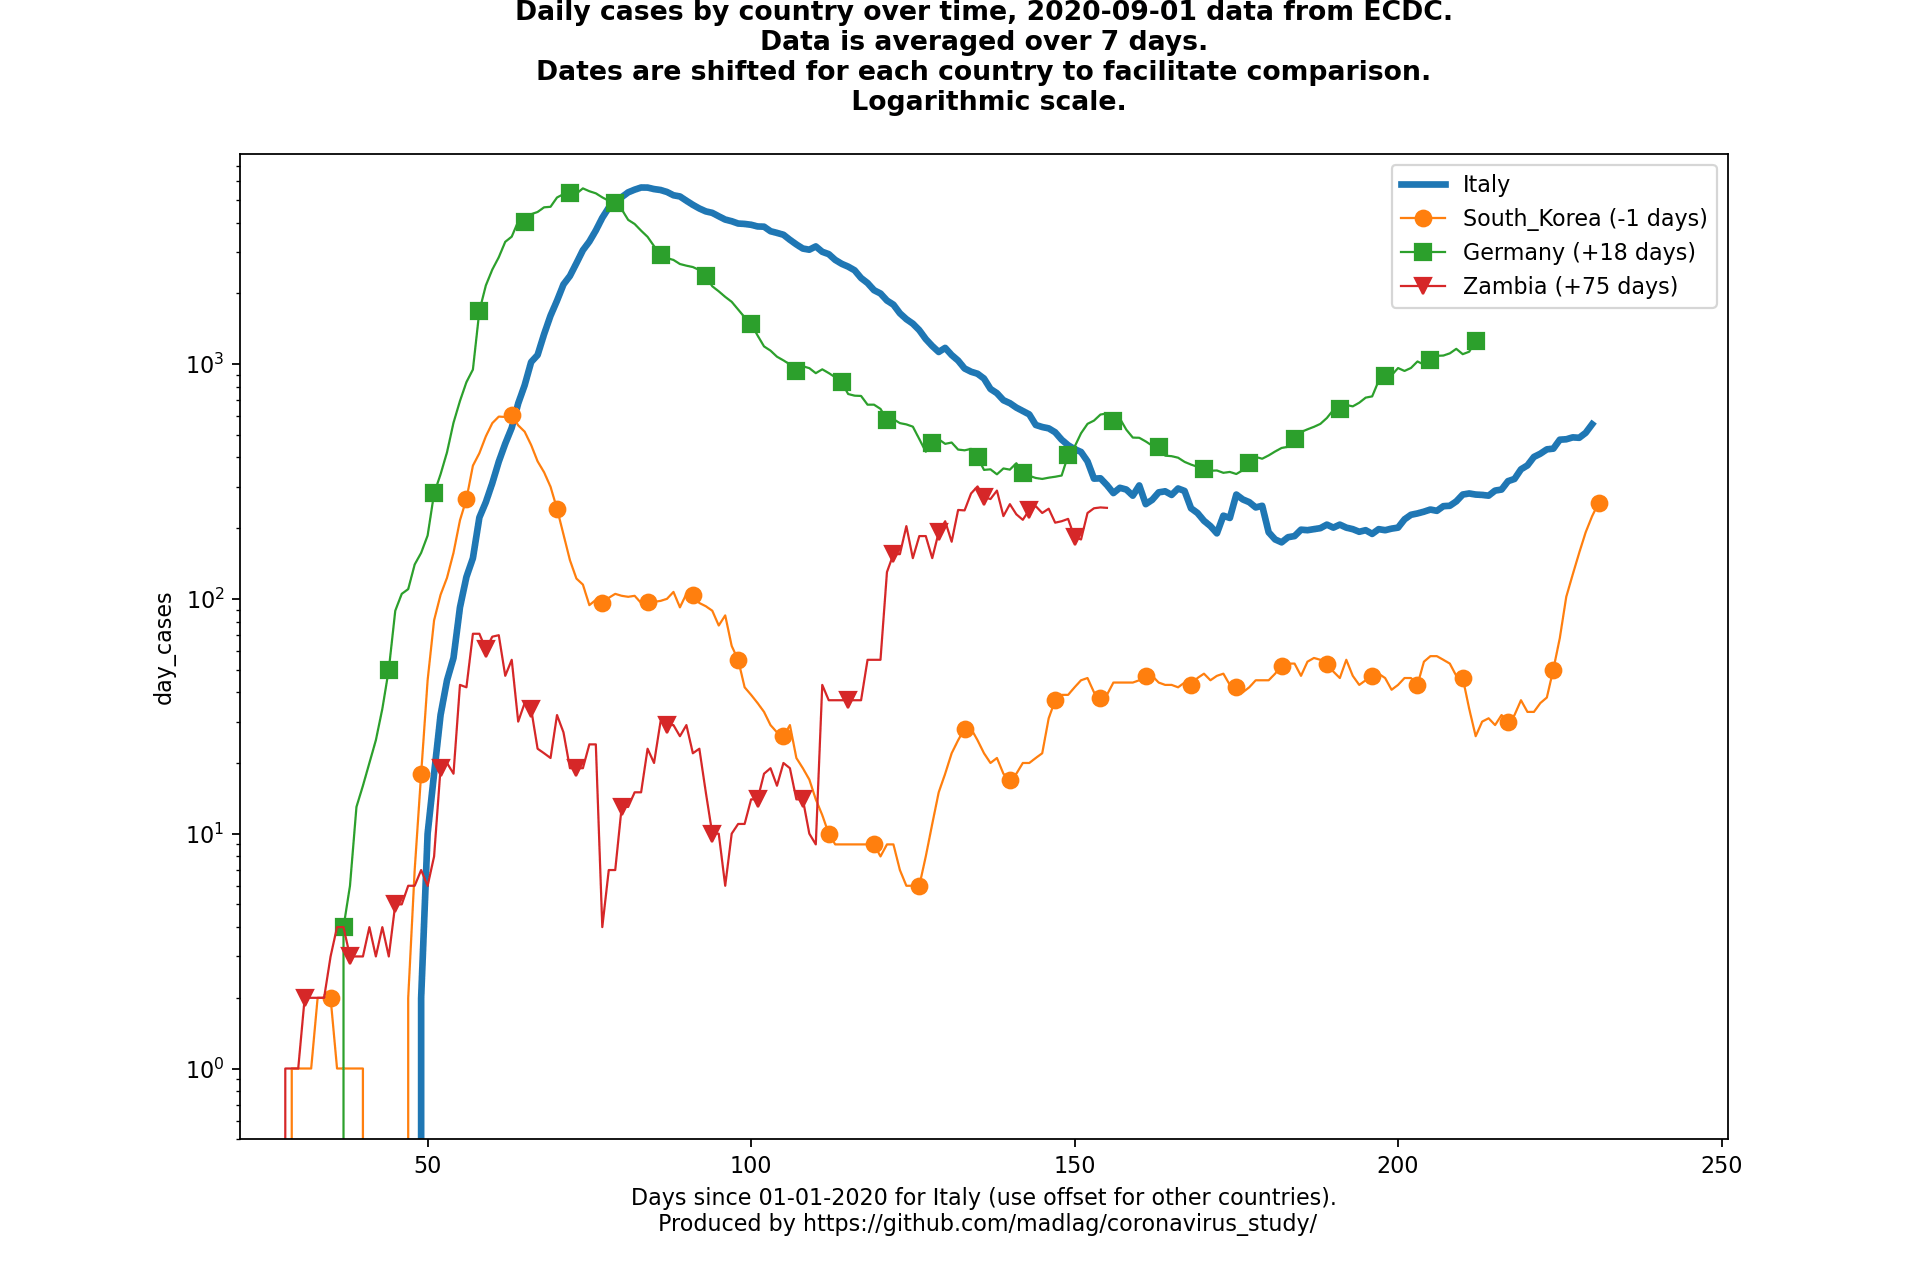 Daily cases by country over time, 2020-09-01 data from ECDC.
Data is averaged over 7 days.
Dates are shifted for each country to facilitate comparison.
Logarithmic scale.
Italy
South_Korea (-1 days)
Germany (+18 days)
Zambia (+75 days)
day_cases
10³
10²
10¹
10⁰
50
100
150
200
250
Days since 01-01-2020 for Italy (use offset for other countries).
Produced by https://github.com/madlag/coronavirus_study/